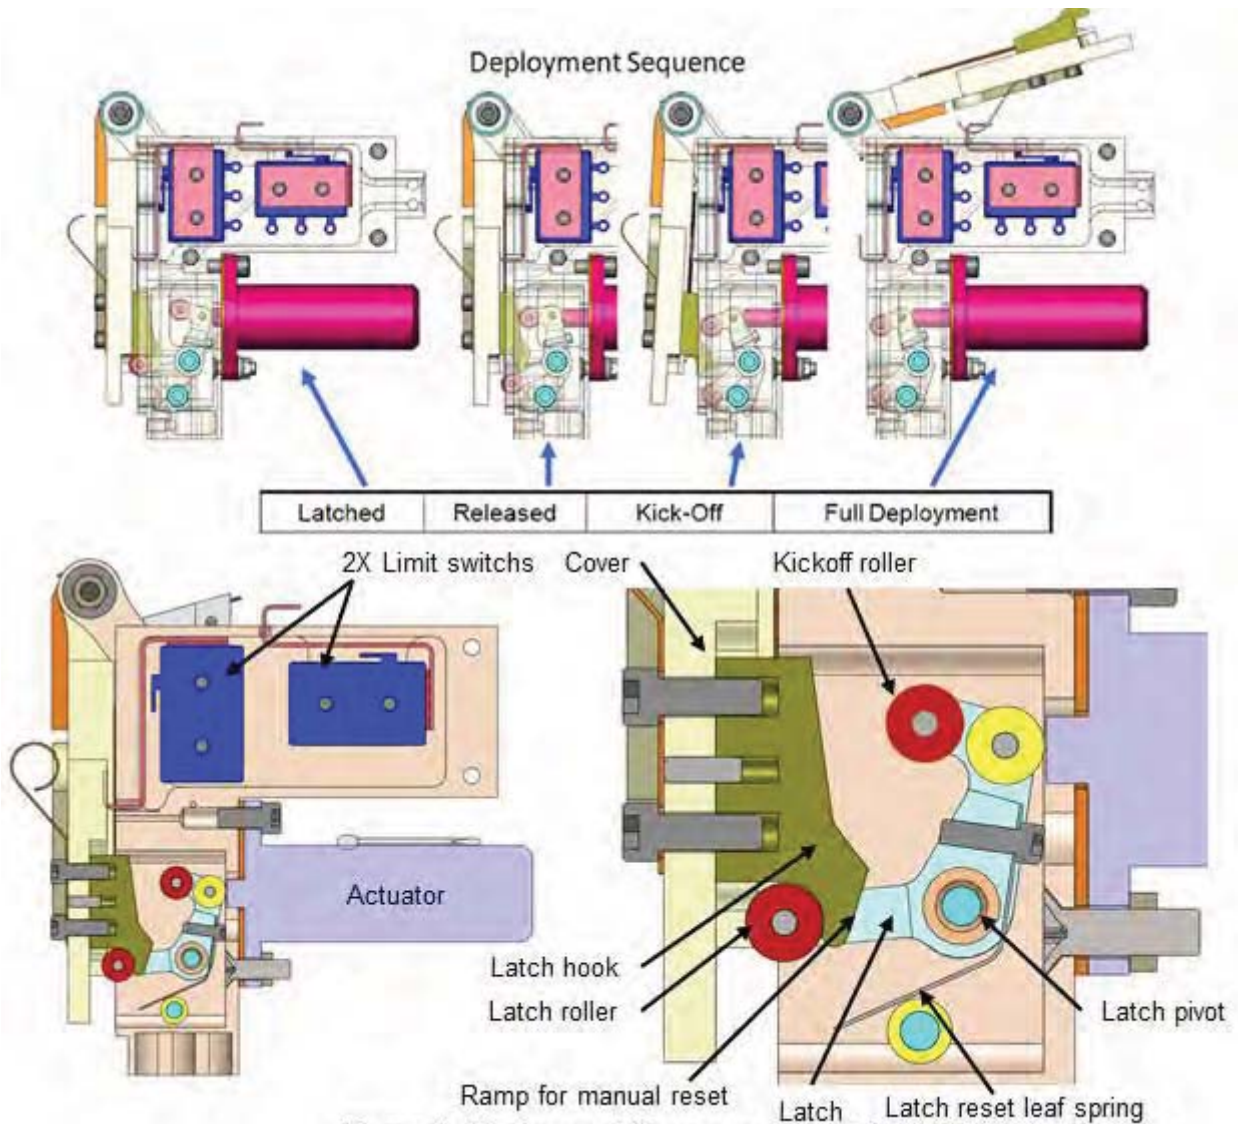 Deployment Sequence
Latched Released Kick-Off Full Deployment
2X Limit switchs Cover Kickoff roller
Actuator
Latch hook
Latch roller Latch pivot
Ramp for manual reset Latch Latch reset leaf spring